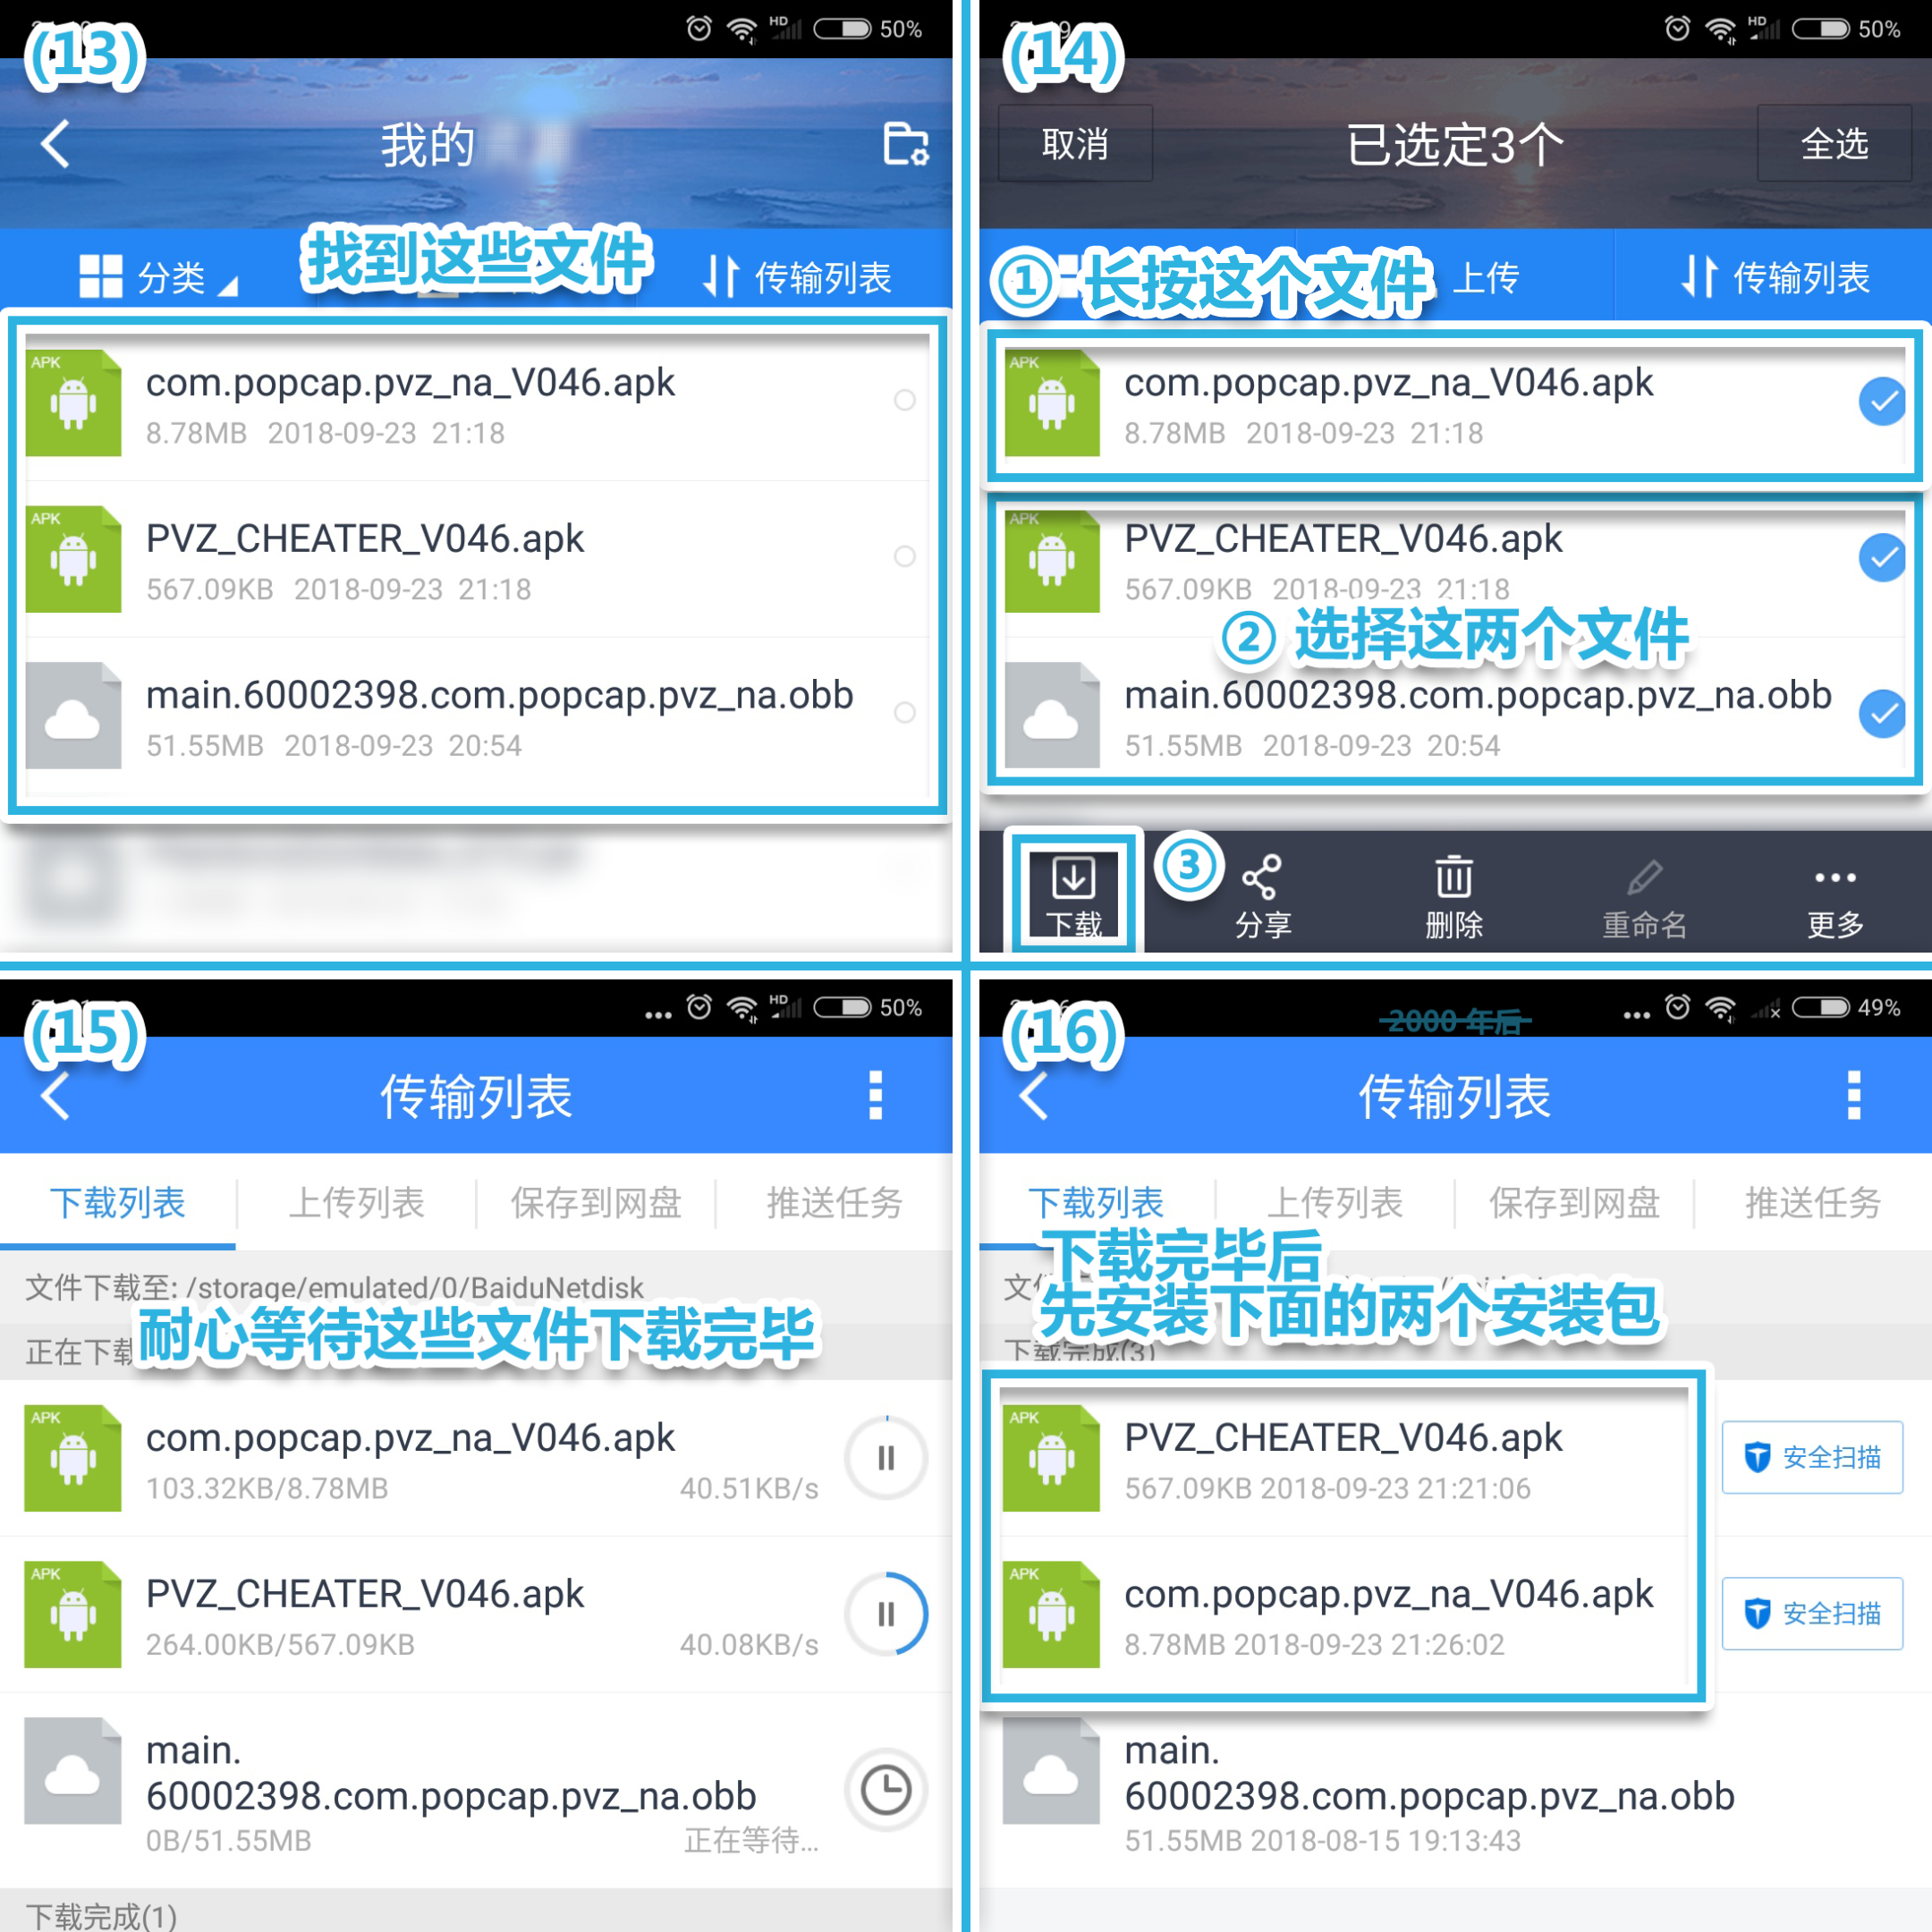 (13)
HD
50%
我的
找到这些文件
分类
传输列表
APK
com.popcap.pvz_na_V046.apk
8.78MB 2018-09-23 21:18
APK
PVZ_CHEATER_V046.apk
567.09KB 2018-09-23 21:18
main.60002398.com.popcap.pvz_na.obb
51.55MB 2018-09-23 20:54
(14)
HD
50%
取消
已选定3个
全选
① 长按这个文件
上传
传输列表
APK
com.popcap.pvz_na_V046.apk
8.78MB 2018-09-23 21:18
APK
PVZ_CHEATER_V046.apk
567.09KB 2018-09-23 21:18
② 选择这两个文件
main.60002398.com.popcap.pvz_na.obb
51.55MB 2018-09-23 20:54
③
下载
分享
删除
重命名
更多
(15)
HD
50%
传输列表
下载列表
上传列表
保存到网盘
推送任务
文件下载至: /storage/emulated/0/BaiduNetdisk
耐心等待这些文件下载完毕
正在下载
APK
com.popcap.pvz_na_V046.apk
103.32KB/8.78MB 40.51KB/s
APK
PVZ_CHEATER_V046.apk
264.00KB/567.09KB 40.08KB/s
main.
60002398.com.popcap.pvz_na.obb
0B/51.55MB 正在等待...
下载完成(1)
(16)
2000 年后
49%
传输列表
下载列表
上传列表
保存到网盘
推送任务
下载完毕后
先安装下面的两个安装包
下载完成(3)
APK
PVZ_CHEATER_V046.apk
567.09KB 2018-09-23 21:21:06
安全扫描
APK
com.popcap.pvz_na_V046.apk
8.78MB 2018-09-23 21:26:02
安全扫描
main.
60002398.com.popcap.pvz_na.obb
51.55MB 2018-08-15 19:13:43